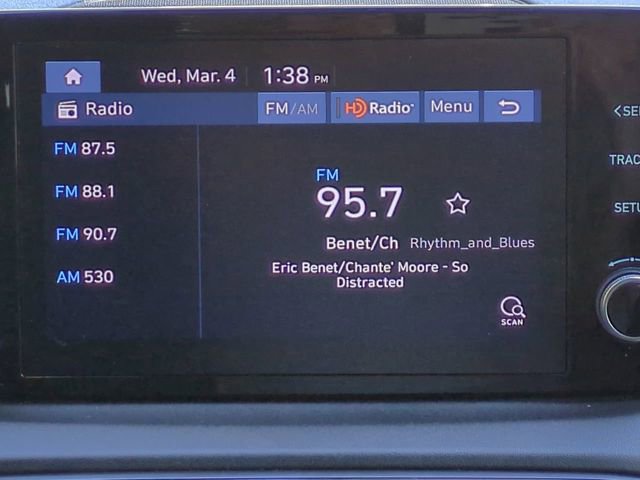 Wed, Mar. 4 1:38 PM
Radio FM/AM HD Radio Menu
FM 87.5
FM 88.1
FM 90.7
AM 530
FM
95.7
Benet/Ch Rhythm_and_Blues
Eric Benet/Chante' Moore - So
Distracted
SCAN
<SE
TRAC
SETU